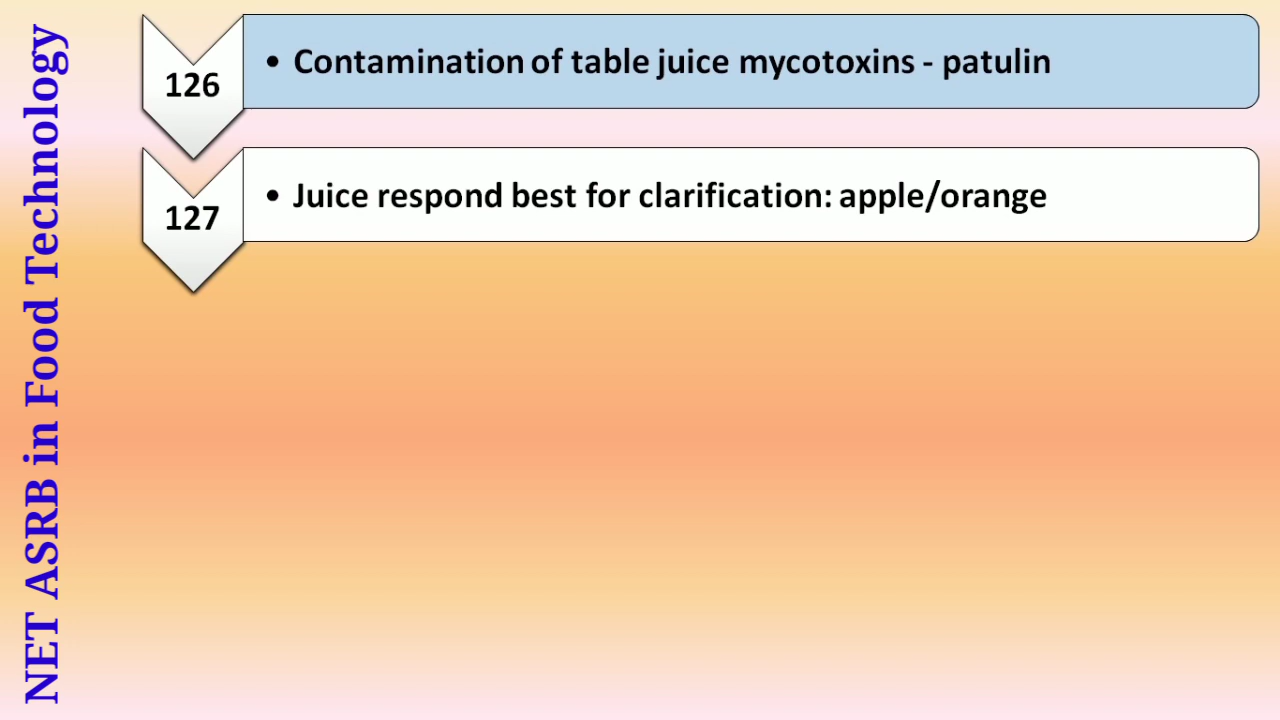 NET ASRB in Food Technology
126
• Contamination of table juice mycotoxins - patulin
127
• Juice respond best for clarification: apple/orange